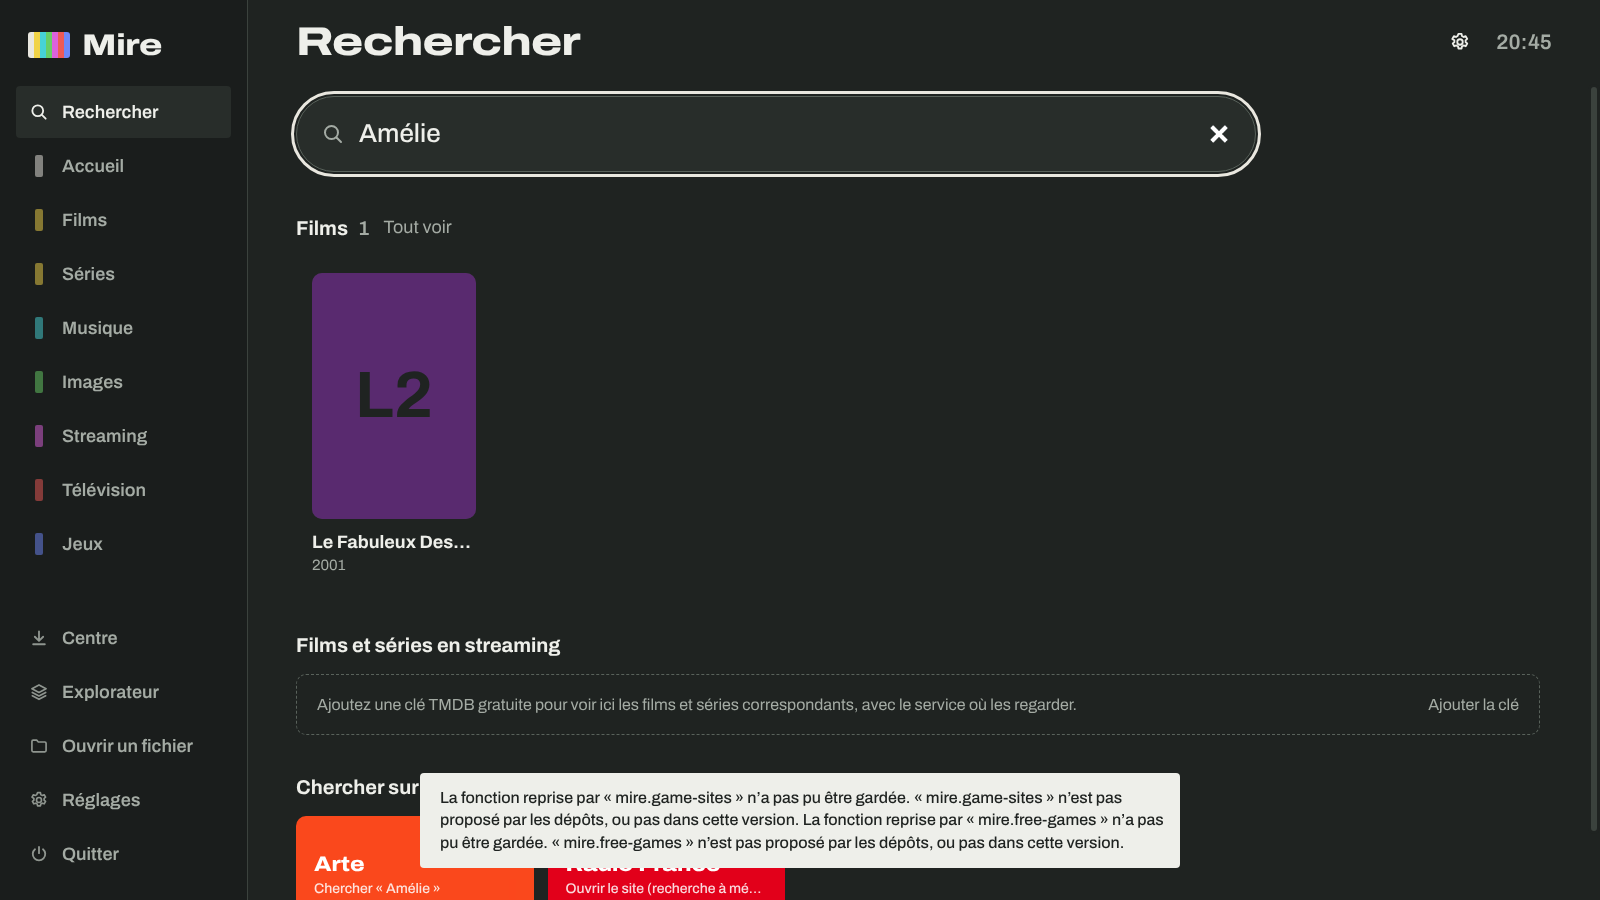 Mire
Rechercher
Accueil
Films
Séries
Musique
Images
Streaming
Télévision
Jeux
Centre
Explorateur
Ouvrir un fichier
Réglages
Quitter
Rechercher
20:45
Amélie
Films 1 Tout voir
L2
Le Fabuleux Des...
2001
Films et séries en streaming
Ajoutez une clé TMDB gratuite pour voir ici les films et séries correspondants, avec le service où les regarder.
Ajouter la clé
Chercher sur
La fonction reprise par « mire.game-sites » n’a pas pu être gardée. « mire.game-sites » n’est pas
proposé par les dépôts, ou pas dans cette version. La fonction reprise par « mire.free-games » n’a pas
pu être gardée. « mire.free-games » n’est pas proposé par les dépôts, ou pas dans cette version.
Arte
Chercher « Amélie »
Radio France
Ouvrir le site (recherche à mé...